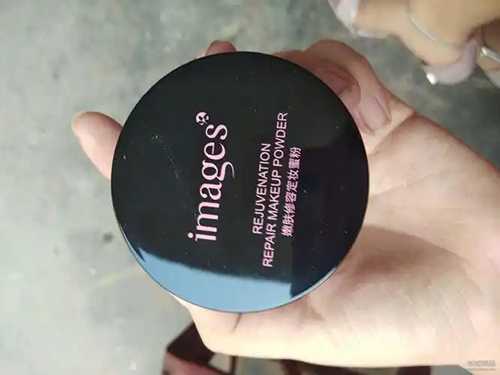 images
REJUVENATION
REPAIR MAKEUP POWDER
嫩肤修容定妆蜜粉